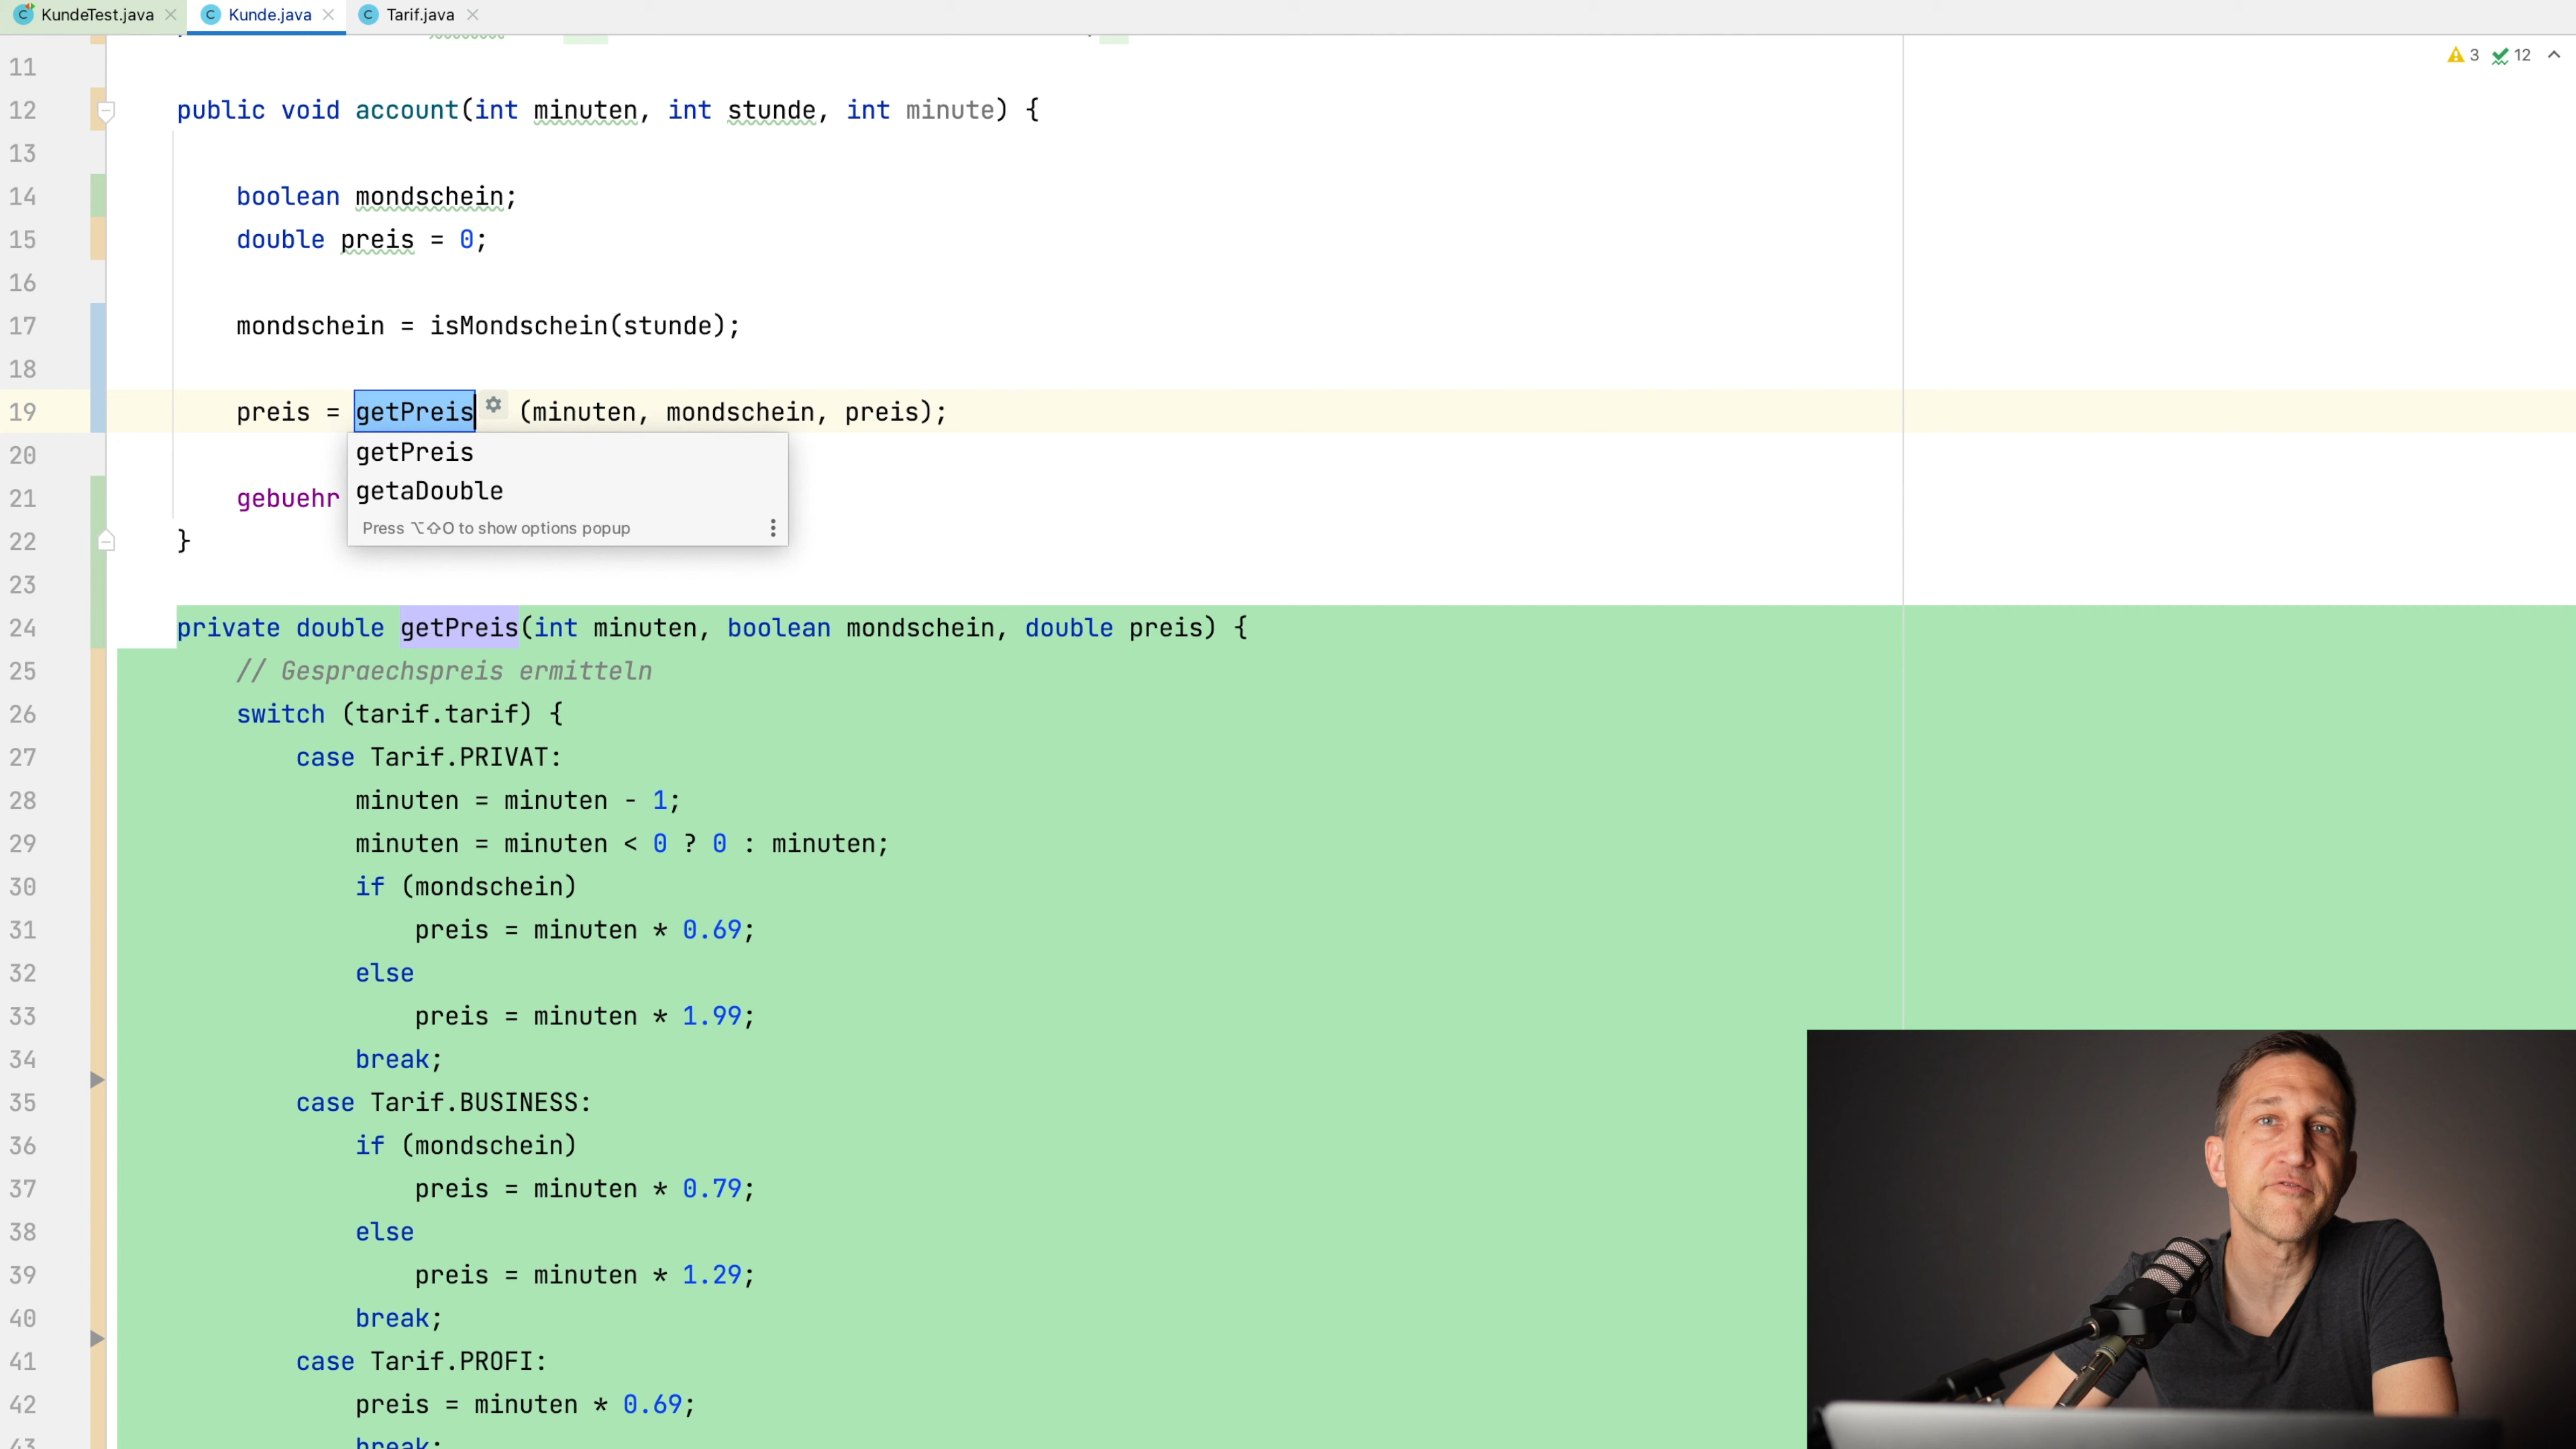 KundeTest.java Kunde.java Tarif.java
3 12
11
12 public void account(int minuten, int stunde, int minute) {
13
14 boolean mondschein;
15 double preis = 0;
16
17 mondschein = isMondschein(stunde);
18
19 preis = getPreis (minuten, mondschein, preis);
getPreis
20
getaDouble
21 gebuehr
Press ⌥⇧O to show options popup
22 }
23
24 private double getPreis(int minuten, boolean mondschein, double preis) {
25 // Gespraechspreis ermitteln
26 switch (tarif.tarif) {
27 case Tarif.PRIVAT:
28 minuten = minuten - 1;
29 minuten = minuten < 0 ? 0 : minuten;
30 if (mondschein)
31 preis = minuten * 0.69;
32 else
33 preis = minuten * 1.99;
34 break;
35 case Tarif.BUSINESS:
36 if (mondschein)
37 preis = minuten * 0.79;
38 else
39 preis = minuten * 1.29;
40 break;
41 case Tarif.PROFI:
42 preis = minuten * 0.69;
43 break;